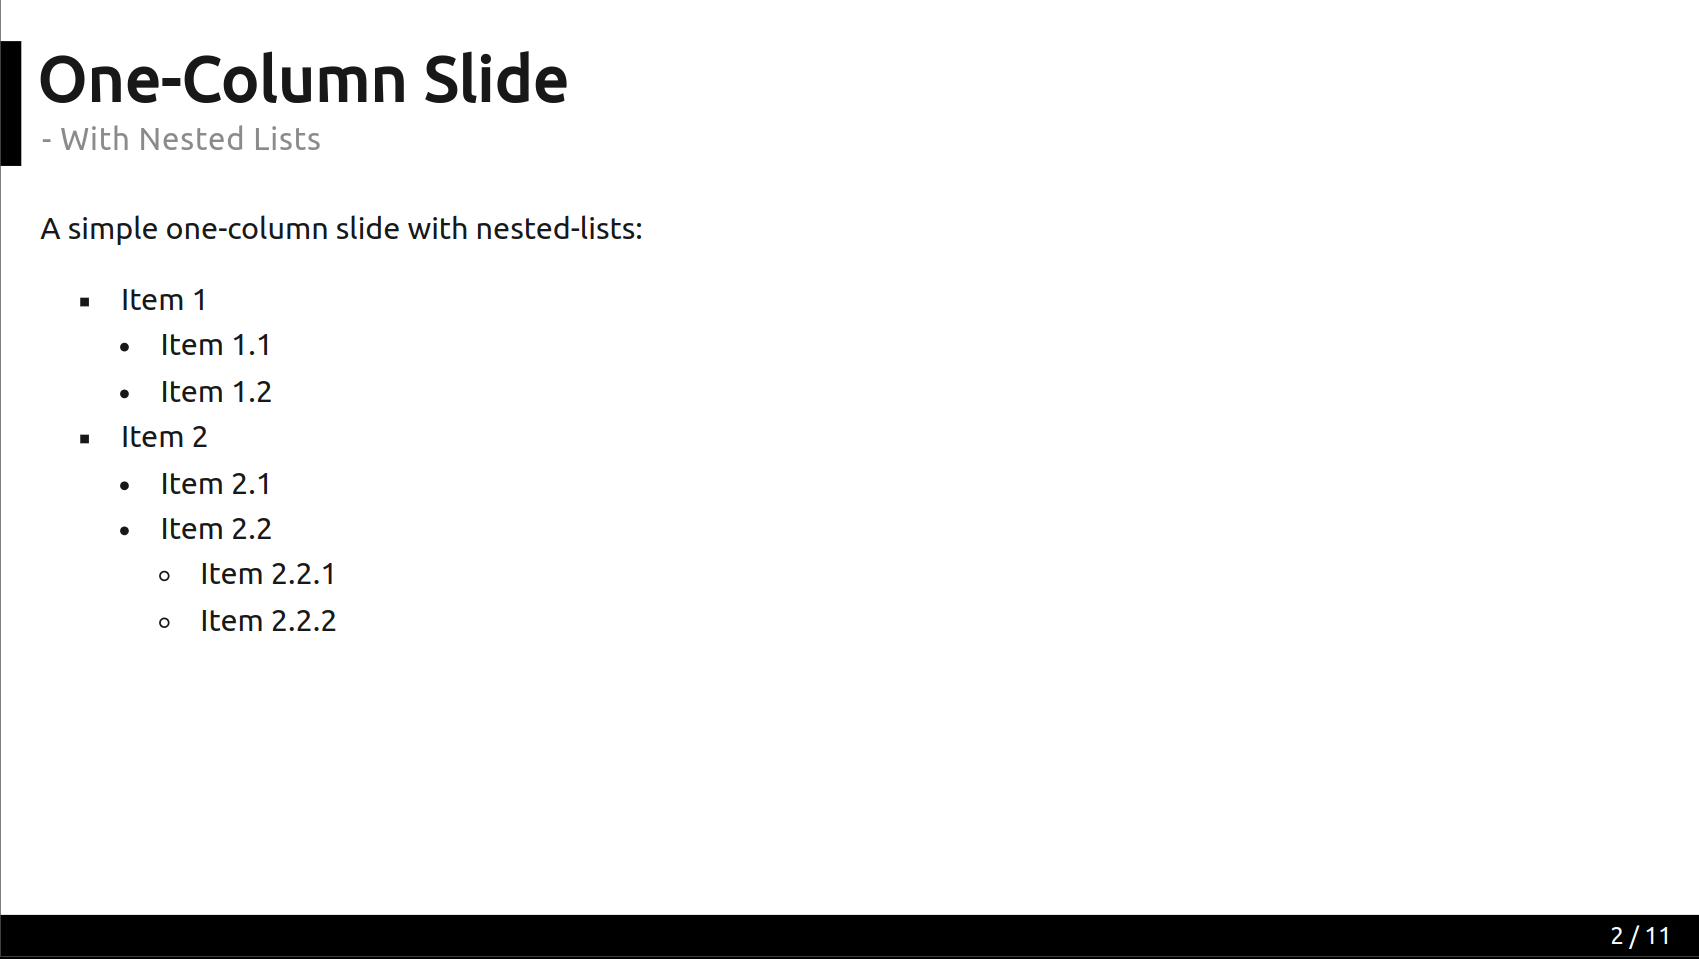 One-Column Slide
- With Nested Lists
A simple one-column slide with nested-lists:
▪ Item 1
• Item 1.1
• Item 1.2
▪ Item 2
• Item 2.1
• Item 2.2
◦ Item 2.2.1
◦ Item 2.2.2
2 / 11